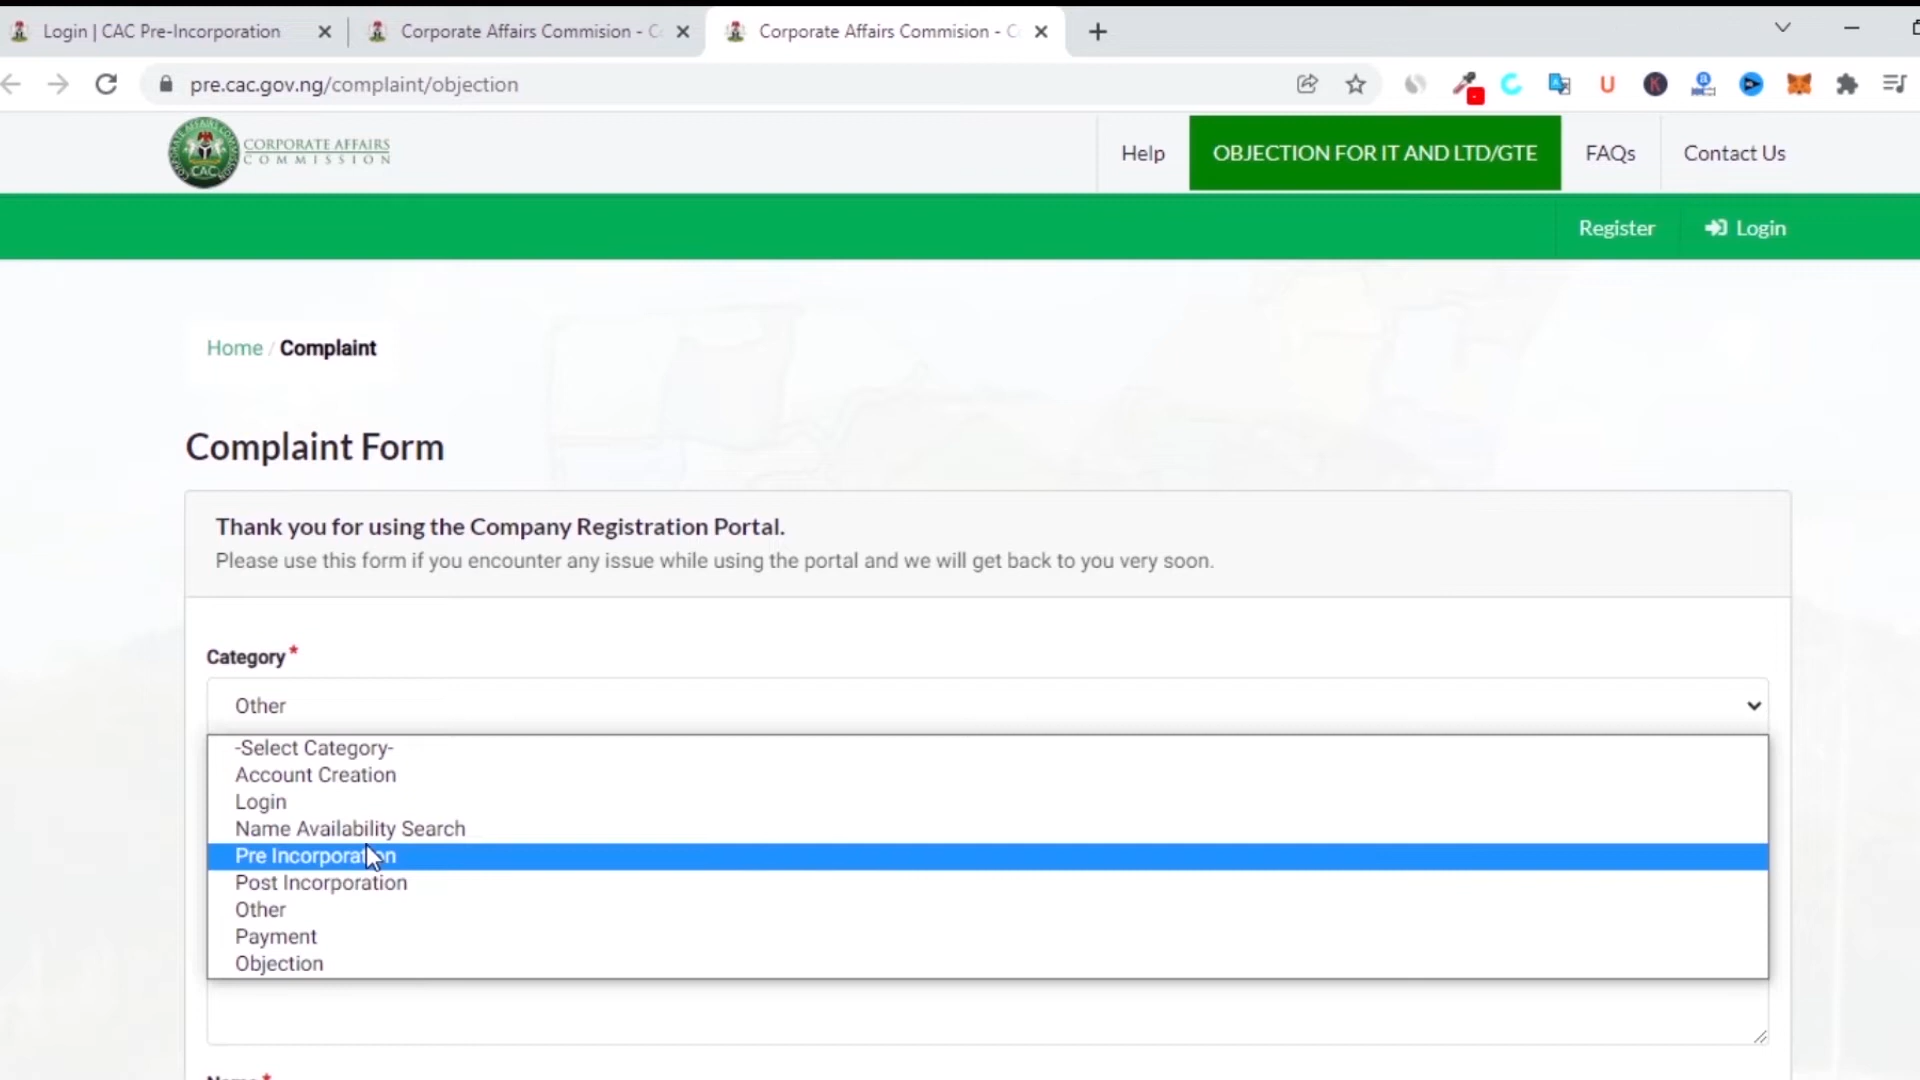 Login | CAC Pre-Incorporation
Corporate Affairs Commision - C
Corporate Affairs Commision - C
pre.cac.gov.ng/complaint/objection
CORPORATE AFFAIRS
COMMISSION
CAC
Help
OBJECTION FOR IT AND LTD/GTE
FAQs
Contact Us
Register
Login
Home / Complaint
Complaint Form
Thank you for using the Company Registration Portal.
Please use this form if you encounter any issue while using the portal and we will get back to you very soon.
Category *
Other
-Select Category-
Account Creation
Login
Name Availability Search
Pre Incorporation
Post Incorporation
Other
Payment
Objection
Name *